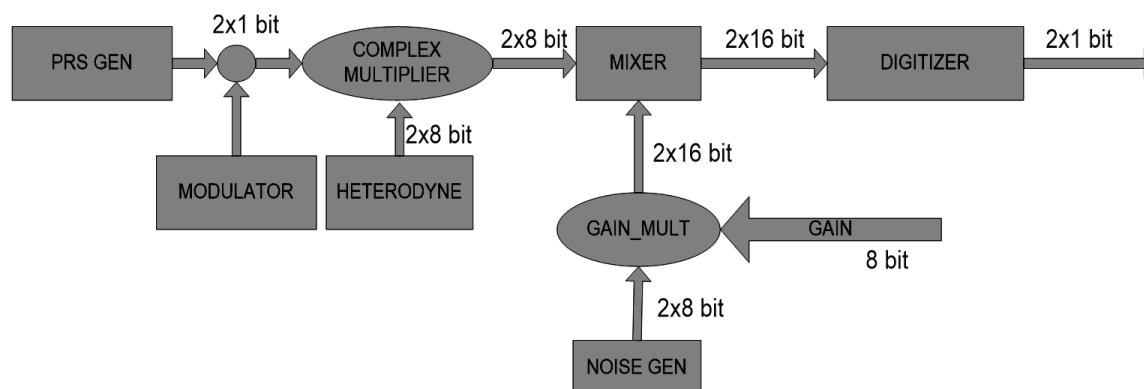 2x1 bit
PRS GEN
COMPLEX
MULTIPLIER
2x8 bit
MIXER
2x16 bit
DIGITIZER
2x1 bit
2x8 bit
MODULATOR
HETERODYNE
2x16 bit
GAIN_MULT
GAIN
8 bit
2x8 bit
NOISE GEN